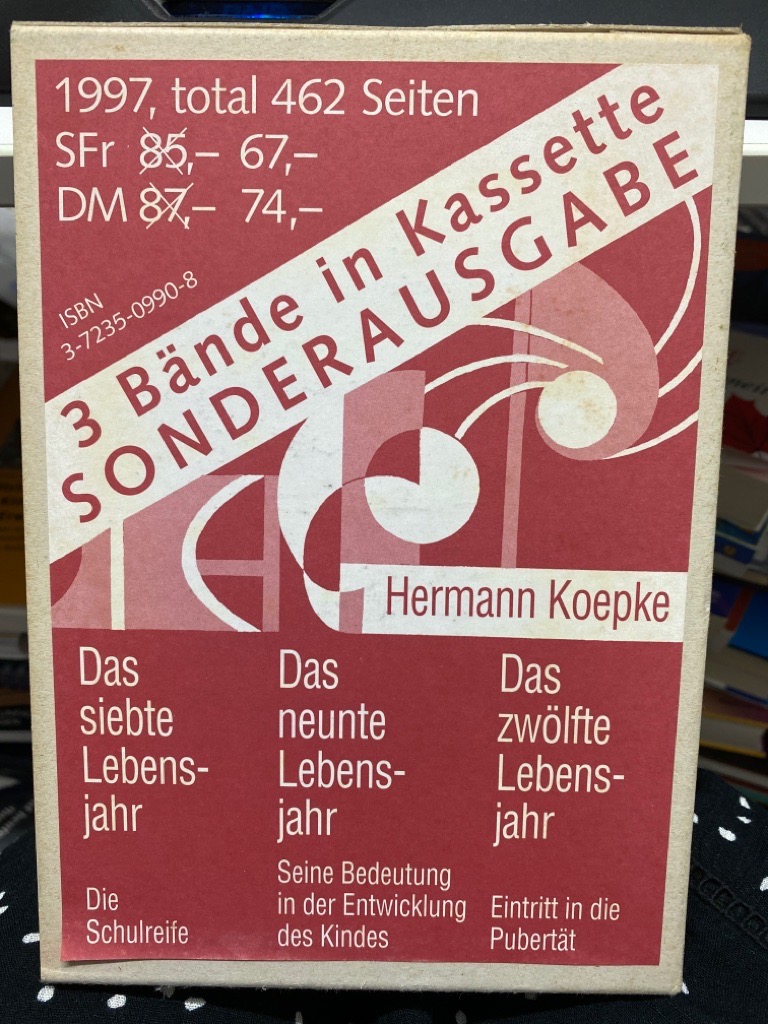 1997, total 462 Seiten
SFr 85,– 67,–
DM 87,– 74,–
ISBN
3-7235-0990-8
3 Bände in Kassette
SONDERAUSGABE
Hermann Koepke
Das
siebte
Lebens-
jahr
Die
Schulreife
Das
neunte
Lebens-
jahr
Seine Bedeutung
in der Entwicklung
des Kindes
Das
zwölfte
Lebens-
jahr
Eintritt in die
Pubertät